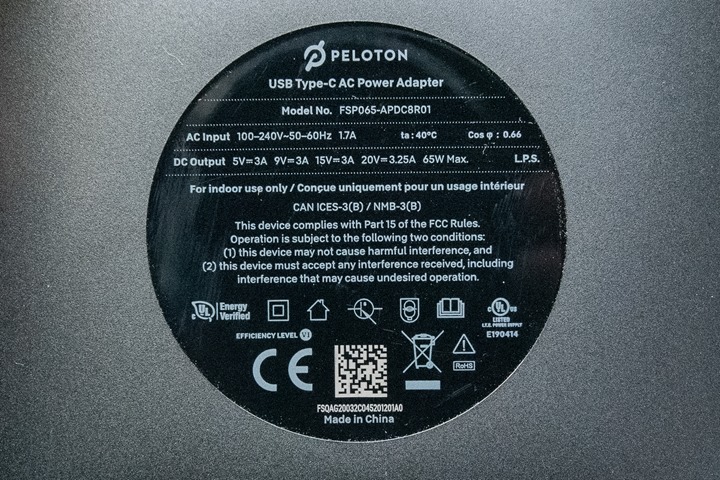 PELOTON
USB Type-C AC Power Adapter
Model No. FSP065-APDC8R01
AC Input 100-240V~50-60Hz 1.7A ta: 40°C Cos φ : 0.66
DC Output 5V⎓3A 9V⎓3A 15V⎓3A 20V⎓3.25A 65W Max. L.P.S.
For indoor use only / Conçue uniquement pour un usage intérieur
CAN ICES-3(B) / NMB-3(B)
This device complies with Part 15 of the FCC Rules.
Operation is subject to the following two conditions:
(1) this device may not cause harmful interference, and
(2) this device must accept any interference received, including
interference that may cause undesired operation.
UL Energy Verified
c UL US LISTED
I.T.E. POWER SUPPLY
E190414
EFFICIENCY LEVEL VI
CE
RoHS
FSQAG20032C045201201A0
Made in China